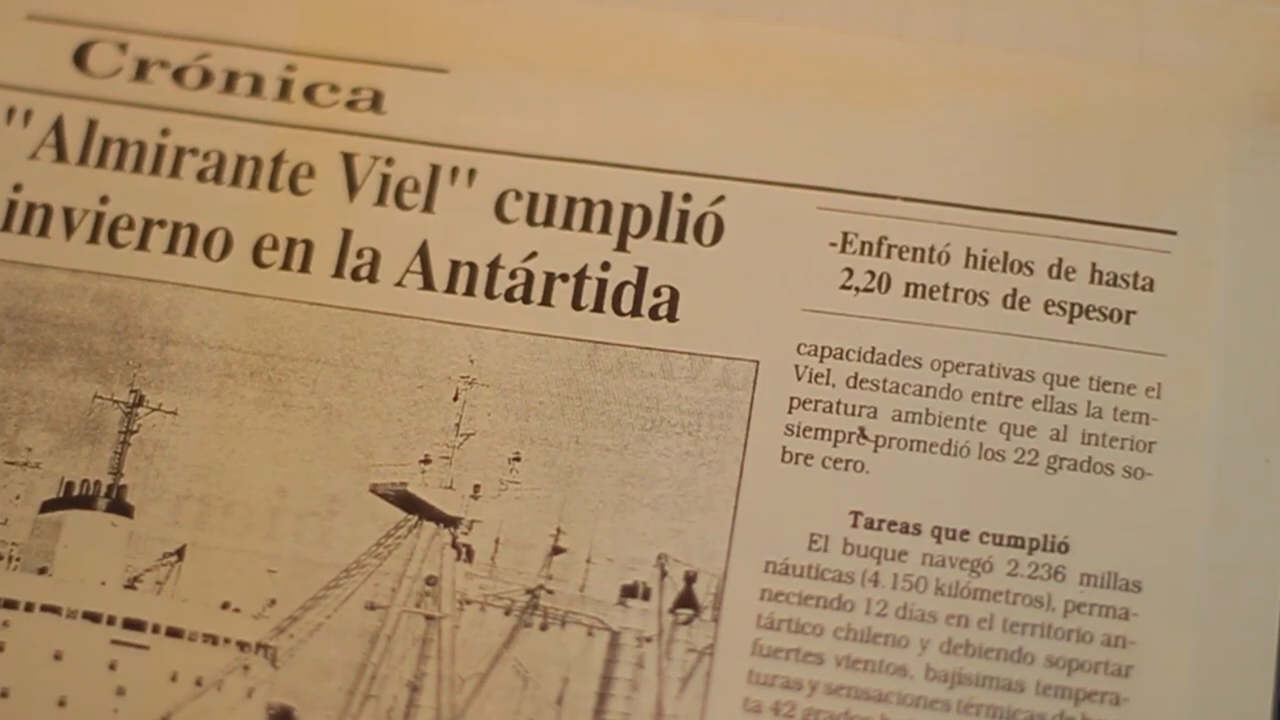 Crónica
"Almirante Viel" cumplió
invierno en la Antártida
-Enfrentó hielos de hasta
2,20 metros de espesor
capacidades operativas que tiene el
Viel, destacando entre ellas la tem-
peratura ambiente que al interior
siempre promedió los 22 grados so-
bre cero.
Tareas que cumplió
El buque navegó 2.236 millas
náuticas (4.150 kilómetros), perma-
neciendo 12 días en el territorio an-
tártico chileno y debiendo soportar
fuertes vientos, bajísimas tempera-
turas y sensaciones térmicas de
ta 42 grados